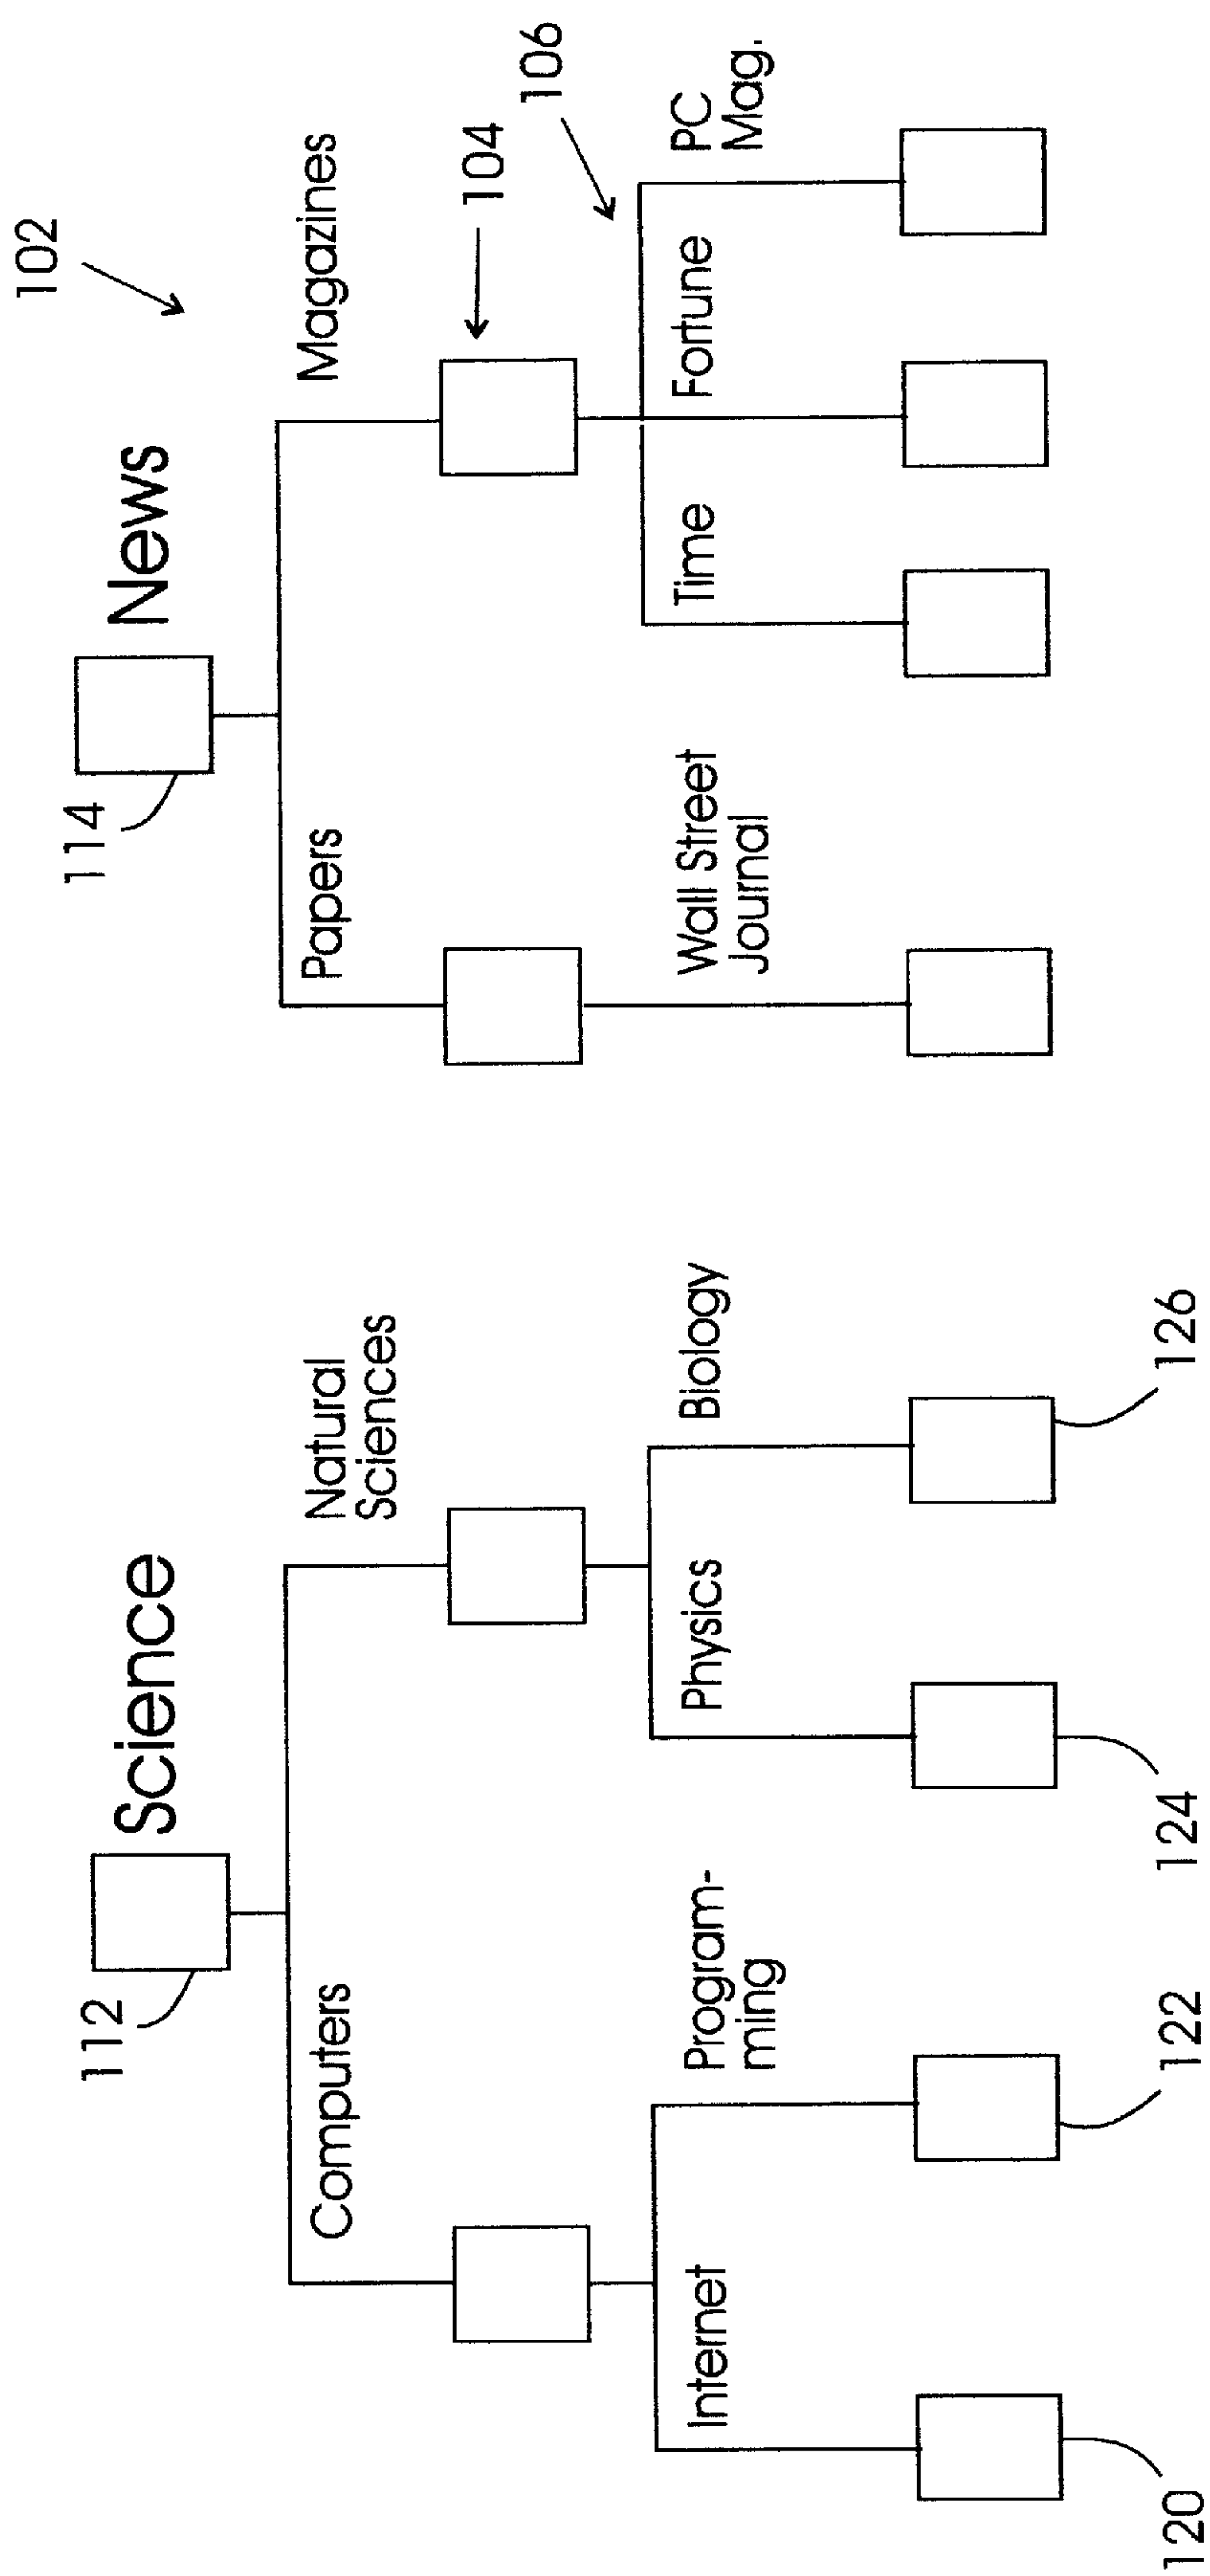 102
Science
News
112
114
Computers
Natural
Sciences
Papers
Magazines
104
106
Internet
Program-
ming
Physics
Biology
Wall Street
Journal
Time
Fortune
PC
Mag.
120
122
124
126